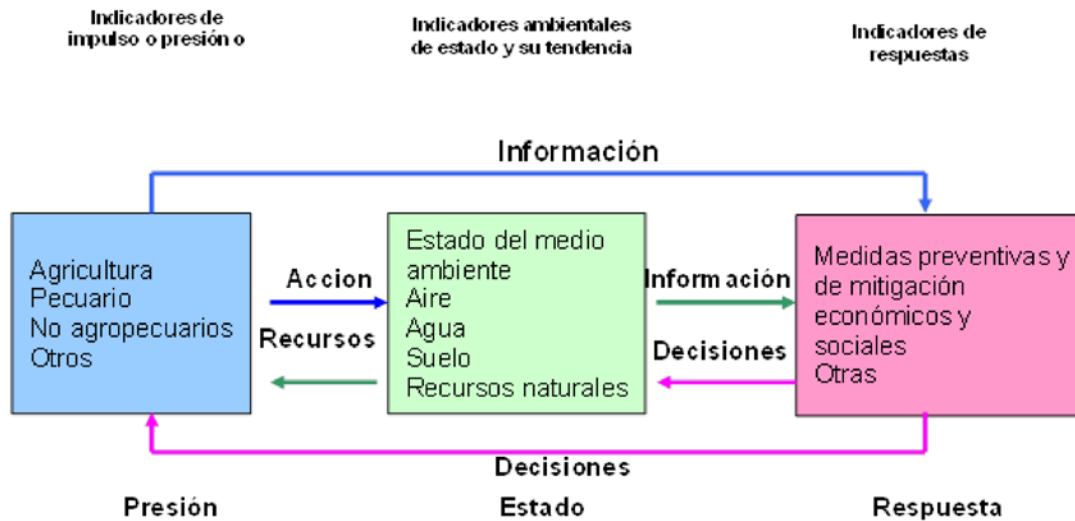 Indicadores de
impulso o presión o
Indicadores ambientales
de estado y su tendencia
Indicadores de
respuestas
Información
Agricultura
Pecuario
No agropecuarios
Otros
Accion
Recursos
Estado del medio
ambiente
Aire
Agua
Suelo
Recursos naturales
Información
Decisiones
Medidas preventivas y
de mitigación
económicos y
sociales
Otras
Decisiones
Presión
Estado
Respuesta